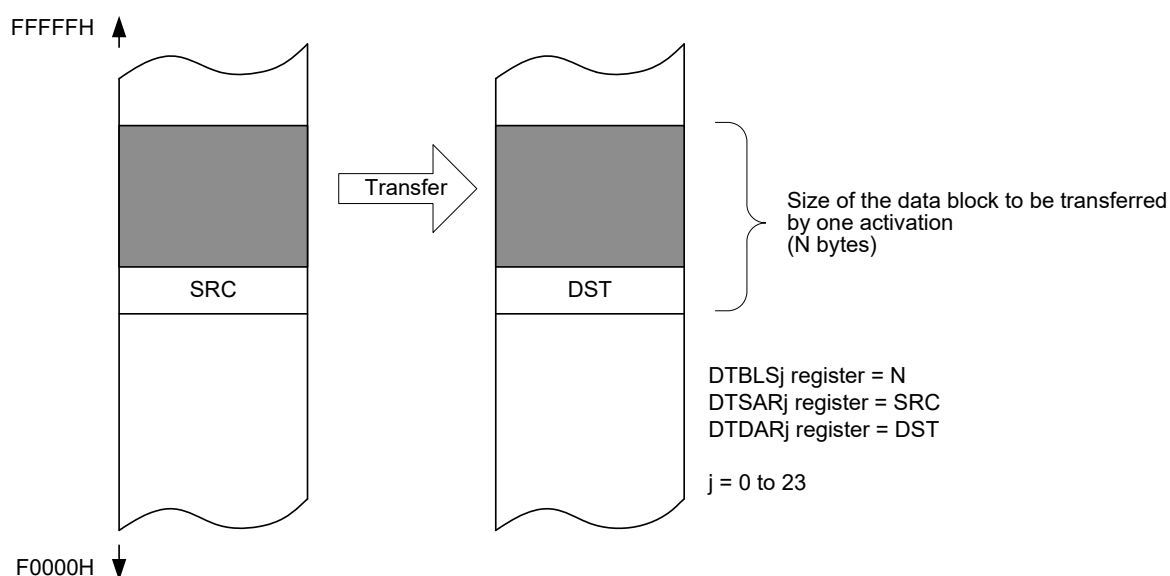 FFFFFH
Transfer
Size of the data block to be transferred
by one activation
(N bytes)
SRC
DST
DTBLSj register = N
DTSARj register = SRC
DTDARj register = DST
j = 0 to 23
F0000H